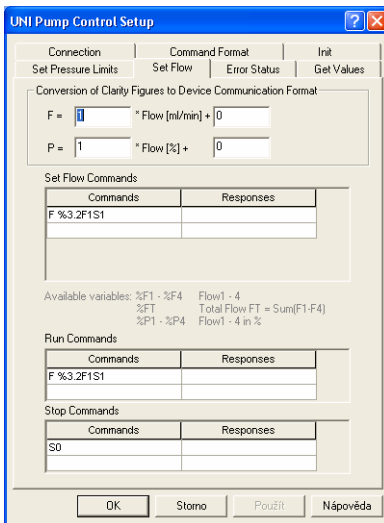 UNI Pump Control Setup
Connection Command Format Init
Set Pressure Limits Set Flow Error Status Get Values
Conversion of Clarity Figures to Device Communication Format
F = 1 * Flow [ml/min] + 0
P = 1 * Flow [%] + 0
Set Flow Commands
Commands Responses
F %3.2F1S1
Available variables: %F1 - %F4 Flow1 - 4
%FT Total Flow FT = Sum(F1-F4)
%P1 - %P4 Flow1 - 4 in %
Run Commands
Commands Responses
F %3.2F1S1
Stop Commands
Commands Responses
S0
OK Storno Použít Nápověda